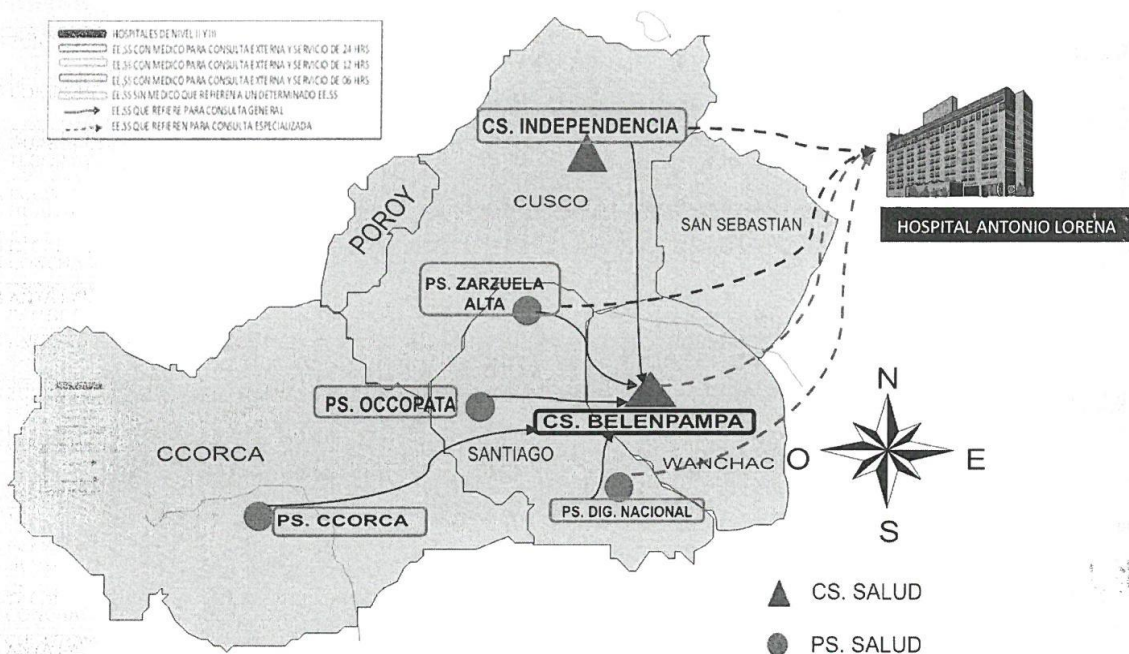 HOSPITALES DE NIVEL II Y III
EE.SS CON MEDICO PARA CONSULTA EXTERNA Y SERVICIO DE 24 HRS
EE.SS CON MEDICO PARA CONSULTA EXTERNA Y SERVICIO DE 12 HRS
EE.SS CON MEDICO PARA CONSULTA EXTERNA Y SERVICIO DE 06 HRS
EE.SS SIN MEDICO QUE REFIEREN A UN DETERMINADO EE.SS
EE.SS QUE REFIERE PARA CONSULTA GENERAL
EE.SS QUE REFIEREN PARA CONSULTA ESPECIALIZADA
CS. INDEPENDENCIA
CUSCO
POROY
SAN SEBASTIAN
HOSPITAL ANTONIO LORENA
PS. ZARZUELA
ALTA
PS. OCCOPATA
CS. BELENPAMPA
CCORCA
SANTIAGO
WANCHAC
PS. CCORCA
PS. DIG. NACIONAL
N
O
E
S
CS. SALUD
PS. SALUD